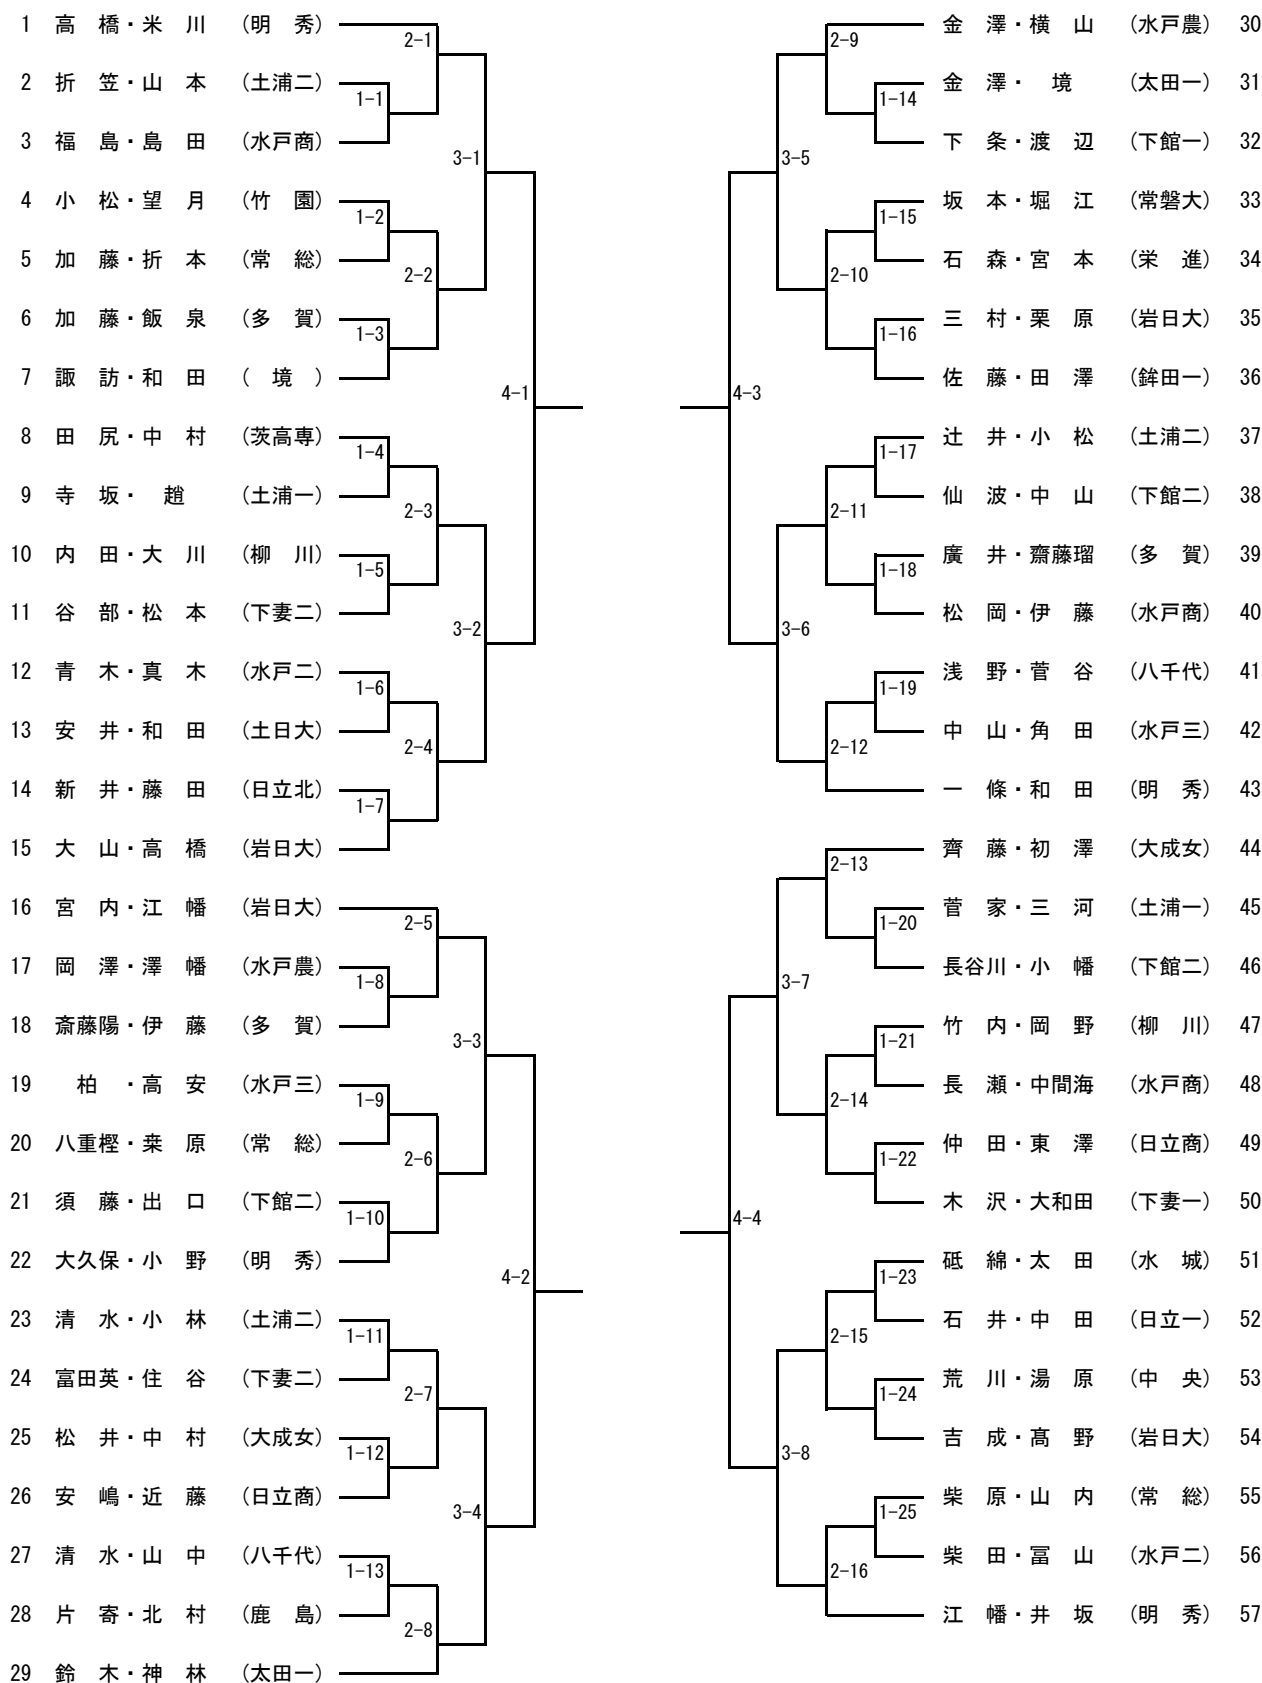 1 高 橋・米 川 (明 秀)
2-1
2 折 笠・山 本 (土浦二)
1-1
3 福 島・島 田 (水戸商)
3-1
4 小 松・望 月 (竹 園)
1-2
5 加 藤・折 本 (常 総)
2-2
6 加 藤・飯 泉 (多 賀)
1-3
7 諏 訪・和 田 ( 境 )
4-1
8 田 尻・中 村 (茨高専)
1-4
9 寺 坂・ 趙 (土浦一)
2-3
10 内 田・大 川 (柳 川)
1-5
11 谷 部・松 本 (下妻二)
3-2
12 青 木・真 木 (水戸二)
1-6
13 安 井・和 田 (土日大)
2-4
14 新 井・藤 田 (日立北)
1-7
15 大 山・高 橋 (岩日大)
16 宮 内・江 幡 (岩日大)
2-5
17 岡 澤・澤 幡 (水戸農)
1-8
18 斎藤陽・伊 藤 (多 賀)
3-3
19 柏 ・高 安 (水戸三)
1-9
20 八重樫・来 原 (常 総)
2-6
21 須 藤・出 口 (下館二)
1-10
22 大久保・小 野 (明 秀)
4-2
23 清 水・小 林 (土浦二)
1-11
24 富田英・住 谷 (下妻二)
2-7
25 松 井・中 村 (大成女)
1-12
26 安 嶋・近 藤 (日立商)
3-4
27 清 水・山 中 (八千代)
1-13
28 片 寄・北 村 (鹿 島)
2-8
29 鈴 木・神 林 (太田一)
金 澤・横 山 (水戸農) 30
2-9
金 澤・ 境 (太田一) 31
1-14
下 条・渡 辺 (下館一) 32
3-5
坂 本・堀 江 (常磐大) 33
1-15
石 森・宮 本 (栄 進) 34
2-10
三 村・栗 原 (岩日大) 35
1-16
佐 藤・田 澤 (鉾田一) 36
4-3
辻 井・小 松 (土浦二) 37
1-17
仙 波・中 山 (下館二) 38
2-11
廣 井・齋藤瑠 (多 賀) 39
1-18
松 岡・伊 藤 (水戸商) 40
3-6
浅 野・菅 谷 (八千代) 41
1-19
中 山・角 田 (水戸三) 42
2-12
一 條・和 田 (明 秀) 43
齊 藤・初 澤 (大成女) 44
2-13
菅 家・三 河 (土浦一) 45
1-20
長谷川・小 幡 (下館二) 46
3-7
竹 内・岡 野 (柳 川) 47
1-21
長 瀬・中間海 (水戸商) 48
2-14
仲 田・東 澤 (日立商) 49
1-22
木 沢・大和田 (下妻一) 50
4-4
砥 綿・太 田 (水 城) 51
1-23
石 井・中 田 (日立一) 52
2-15
荒 川・湯 原 (中 央) 53
1-24
吉 成・髙 野 (岩日大) 54
3-8
柴 原・山 内 (常 総) 55
1-25
柴 田・冨 山 (水戸二) 56
2-16
江 幡・井 坂 (明 秀) 57